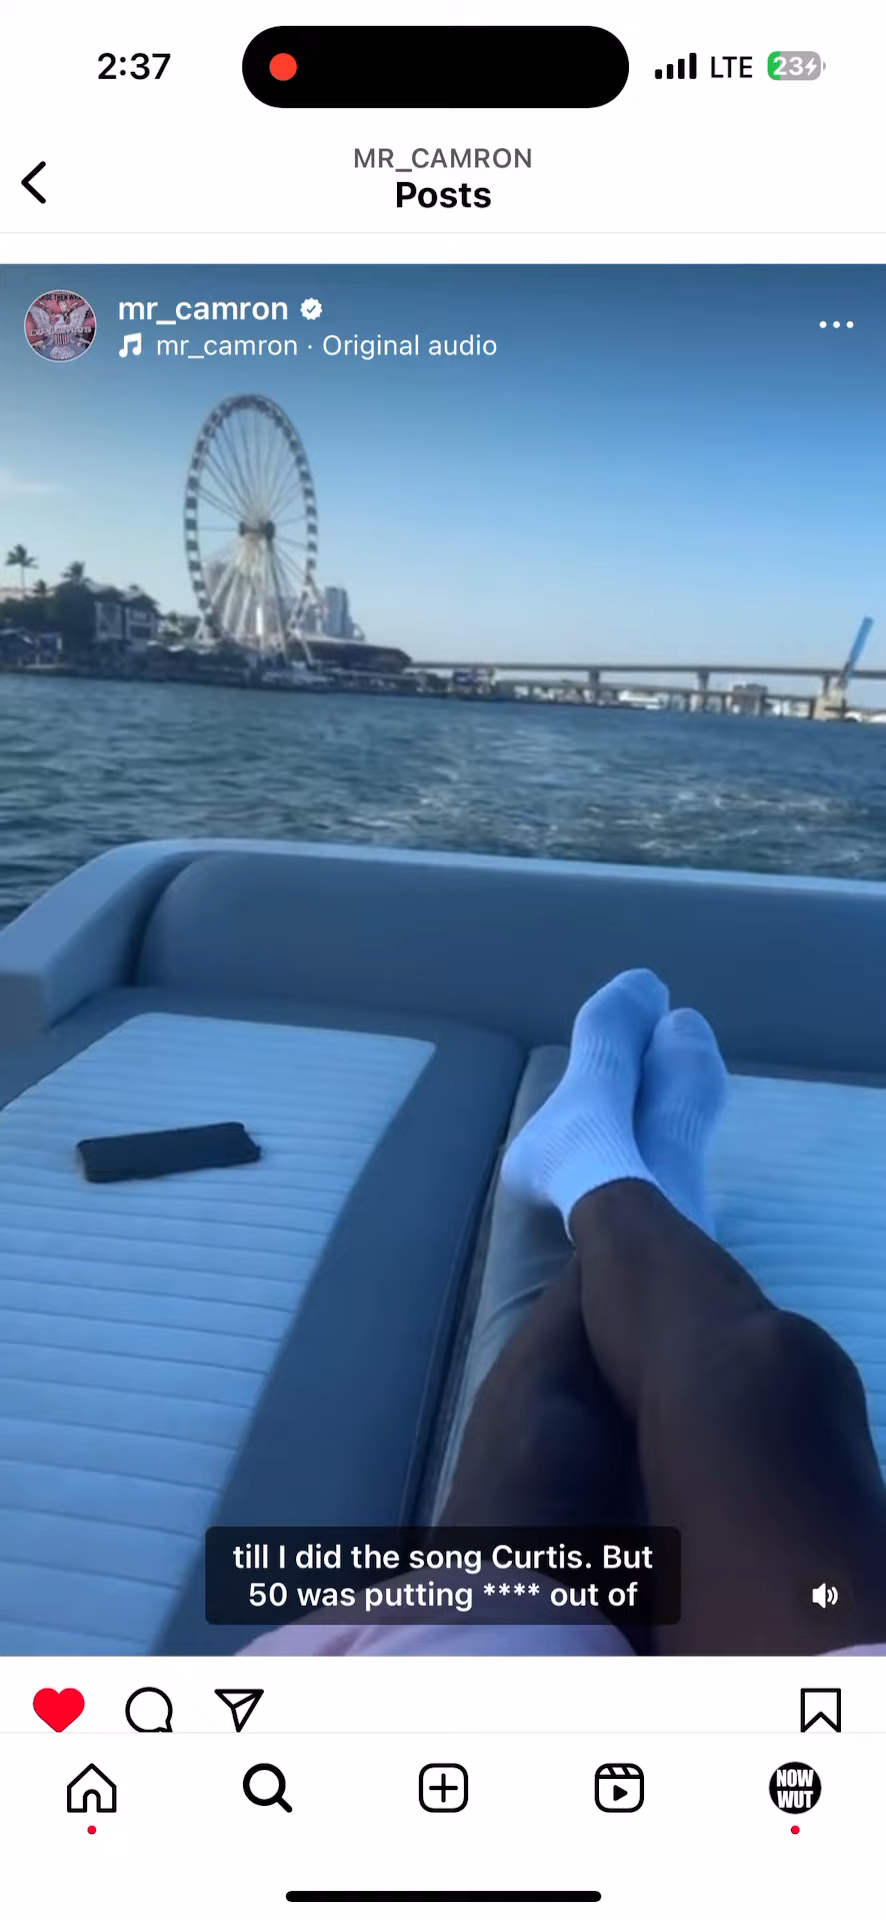 2:37
LTE
23
MR_CAMRON
Posts
mr_camron
mr_camron · Original audio
till I did the song Curtis. But
50 was putting **** out of
NOW
WUT